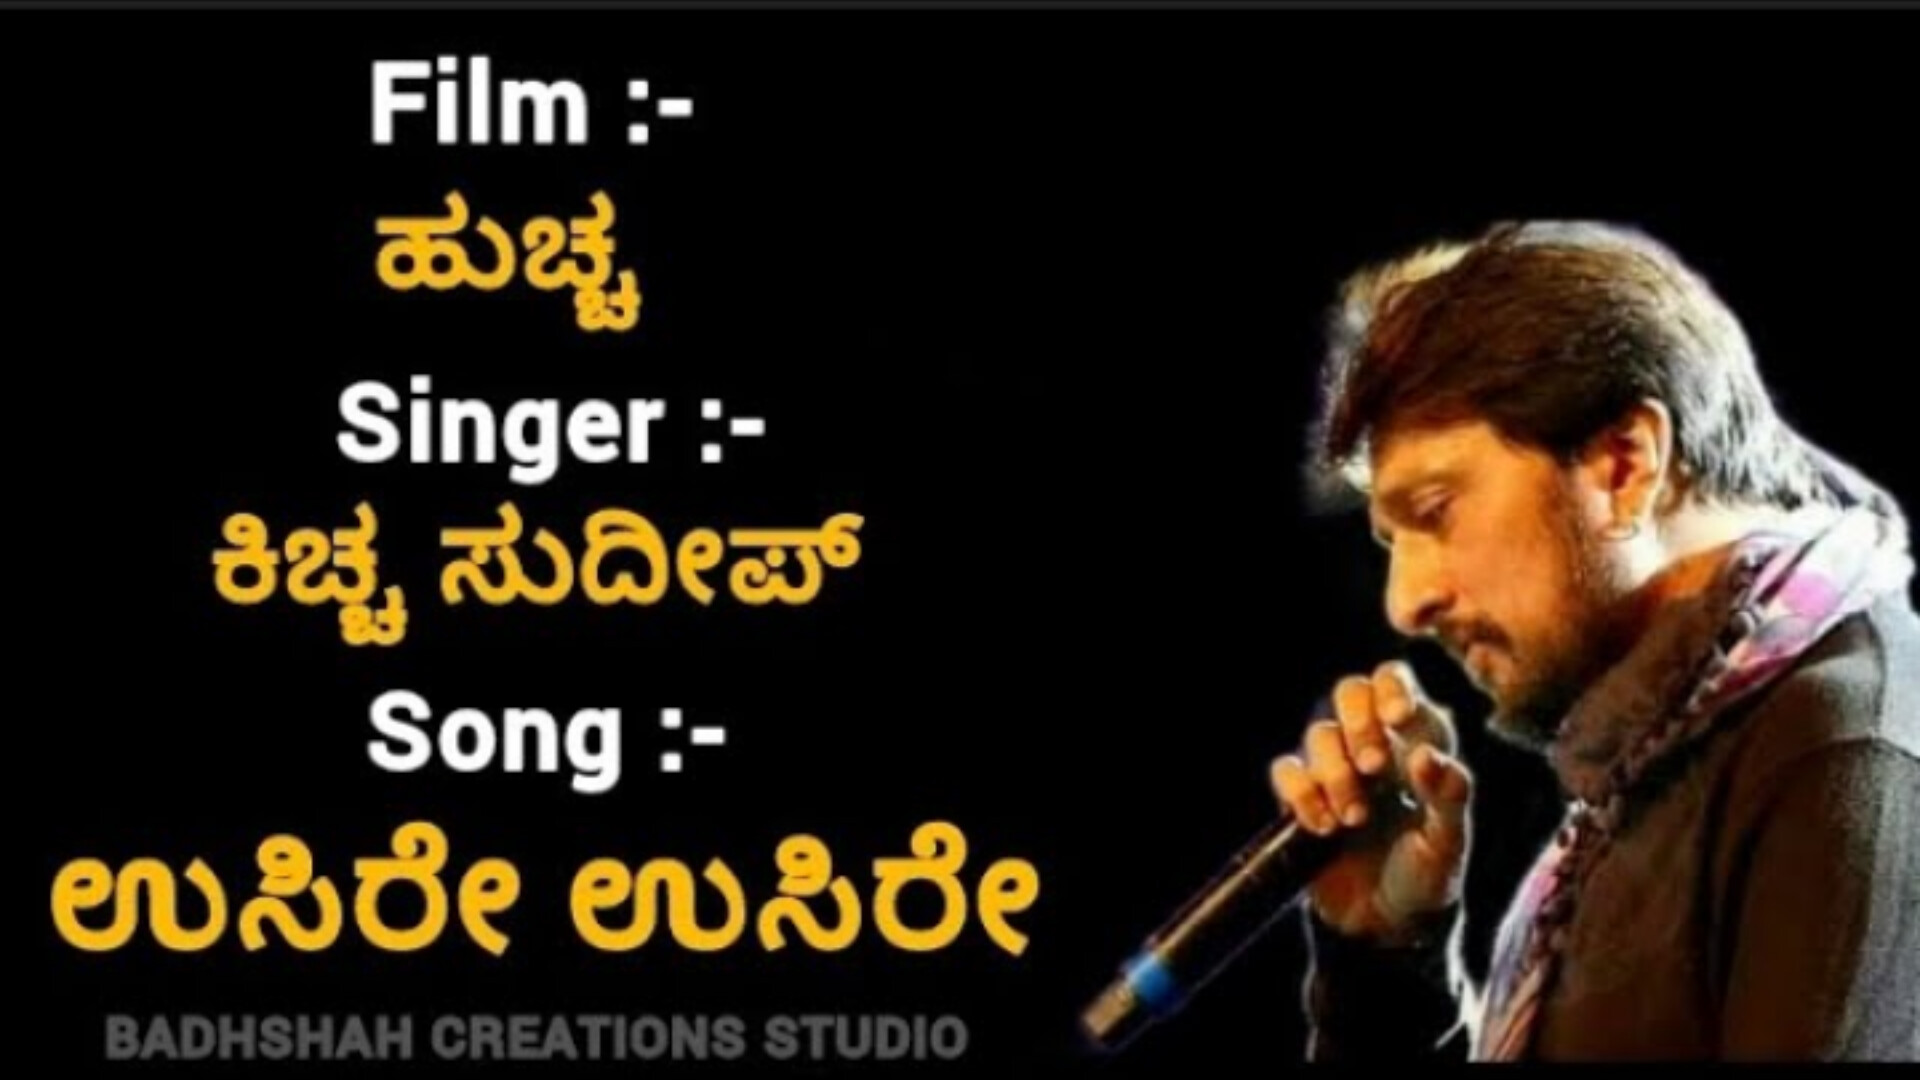 Film :-
ಹುಚ್ಚ
Singer :-
ಕಿಚ್ಚ ಸುದೀಪ್
Song :-
ಉಸಿರೇ ಉಸಿರೇ
BADHSHAH CREATIONS STUDIO